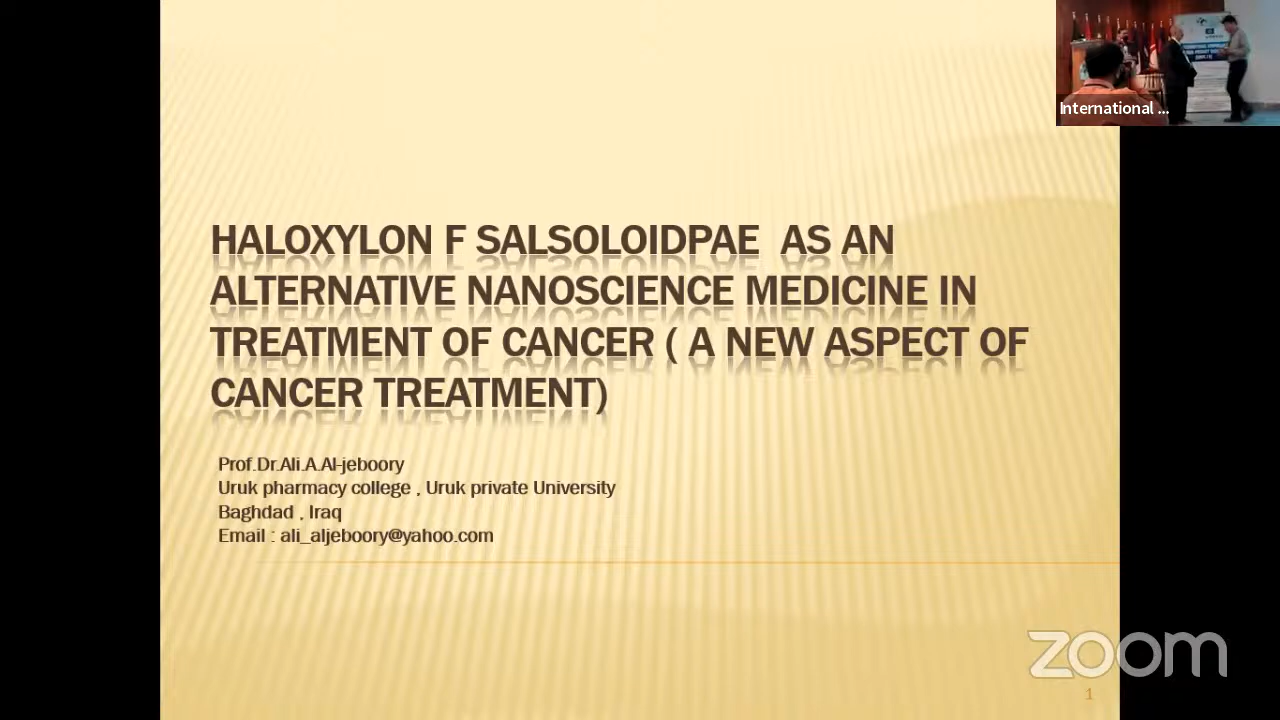 HALOXYLON F SALSOLOIDPAE AS AN
ALTERNATIVE NANOSCIENCE MEDICINE IN
TREATMENT OF CANCER ( A NEW ASPECT OF
CANCER TREATMENT)
Prof.Dr.Ali.A.Al-jeboory
Uruk pharmacy college , Uruk private University
Baghdad , Iraq
Email : ali_aljeboory@yahoo.com
International ...
zoom
1